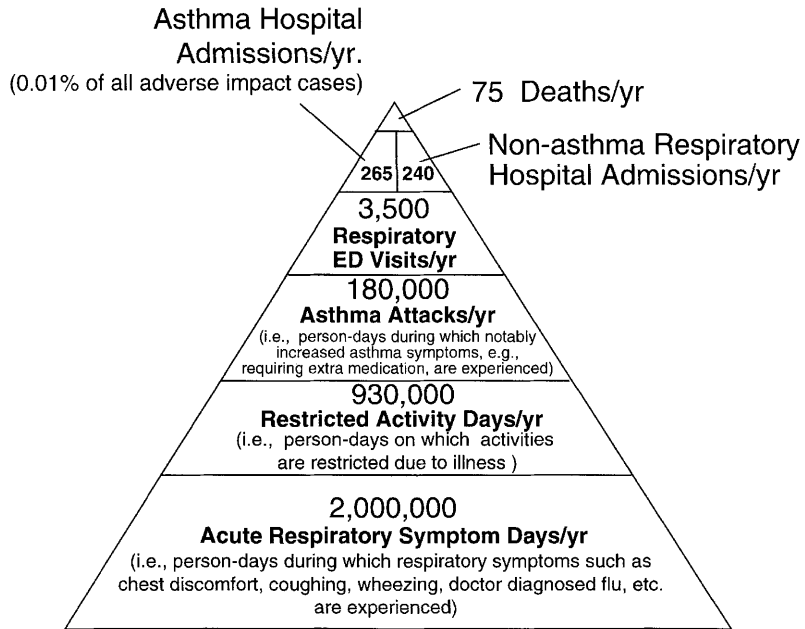 Asthma Hospital
Admissions/yr.
(0.01% of all adverse impact cases)
75 Deaths/yr
Non-asthma Respiratory
Hospital Admissions/yr
265 240
3,500
Respiratory
ED Visits/yr
180,000
Asthma Attacks/yr
(i.e., person-days during which notably
increased asthma symptoms, e.g.,
requiring extra medication, are experienced)
930,000
Restricted Activity Days/yr
(i.e., person-days on which activities
are restricted due to illness )
2,000,000
Acute Respiratory Symptom Days/yr
(i.e., person-days during which respiratory symptoms such as
chest discomfort, coughing, wheezing, doctor diagnosed flu, etc.
are experienced)